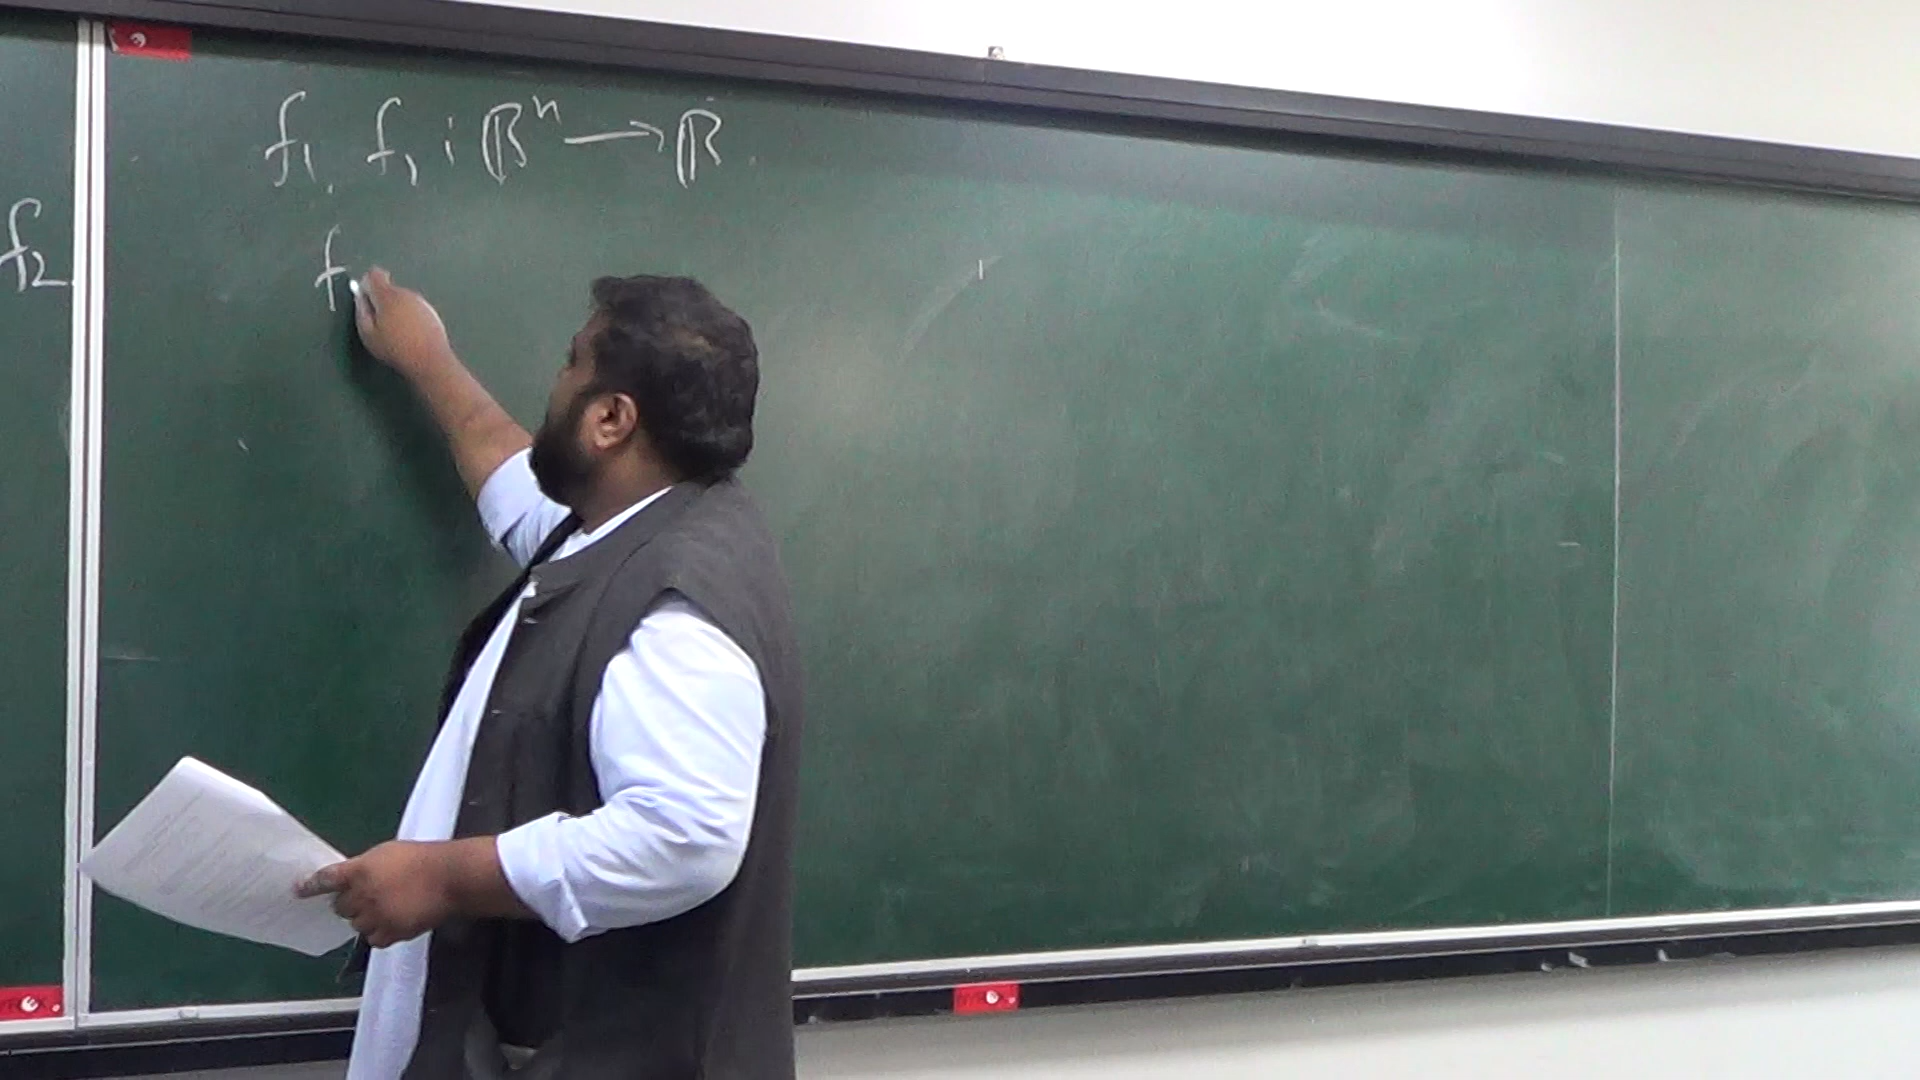 f₁, f₁ : ℝⁿ → ℝ.
f₂
f